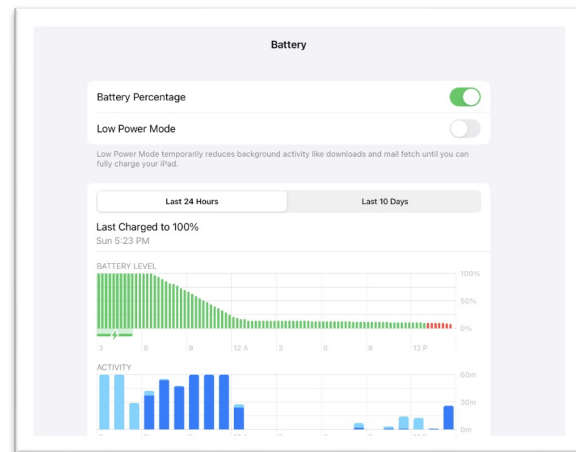 Battery
Battery Percentage
Low Power Mode
Low Power Mode temporarily reduces background activity like downloads and mail fetch until you can
fully charge your iPad.
Last 24 Hours
Last 10 Days
Last Charged to 100%
Sun 5:23 PM
BATTERY LEVEL
100%
50%
0%
3 6 9 12 A 3 6 9 12 P
ACTIVITY
60m
30m
0m